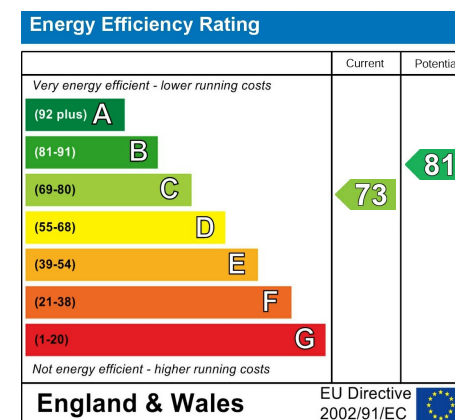 Energy Efficiency Rating
Current Potentia
Very energy efficient - lower running costs
(92 plus) A
(81-91) B
(69-80) C
(55-68) D
(39-54) E
(21-38) F
(1-20) G
73
81
Not energy efficient - higher running costs
England & Wales
EU Directive
2002/91/EC